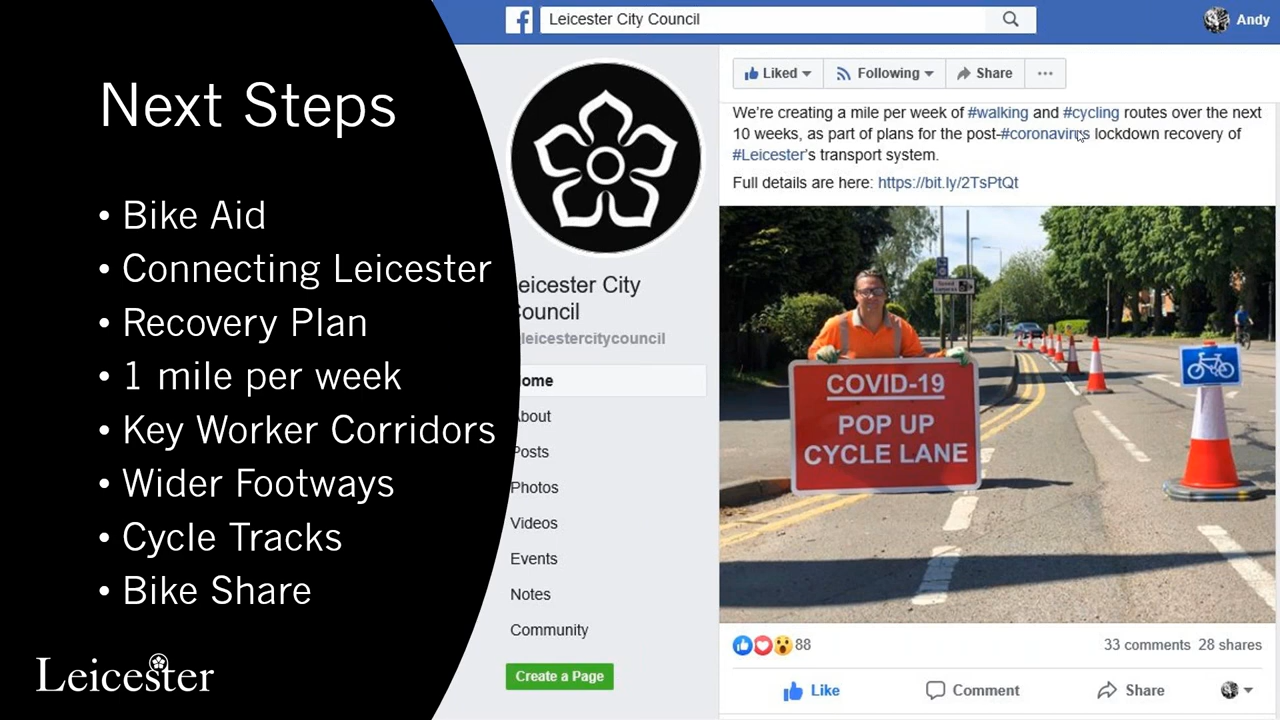 Next Steps
• Bike Aid
• Connecting Leicester
• Recovery Plan
• 1 mile per week
• Key Worker Corridors
• Wider Footways
• Cycle Tracks
• Bike Share
Leicester
f
Leicester City Council
Andy
eicester City
ouncil
leicestercitycouncil
ome
bout
Posts
Photos
Videos
Events
Notes
Community
Create a Page
Liked
Following
Share
...
We're creating a mile per week of #walking and #cycling routes over the next
10 weeks, as part of plans for the post-#coronavirus lockdown recovery of
#Leicester's transport system.
Full details are here: https://bit.ly/2TsPtQt
COVID-19
POP UP
CYCLE LANE
88
33 comments 28 shares
Like
Comment
Share